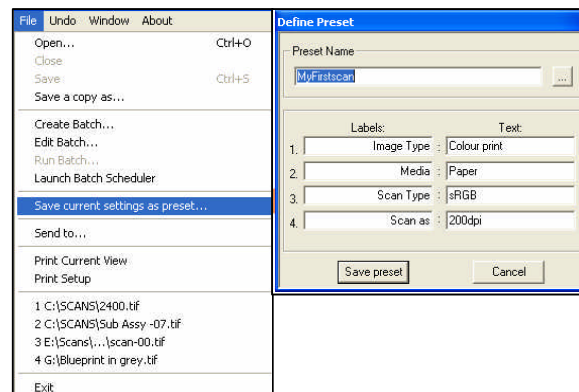 File Undo Window About
Open... Ctrl+O
Close
Save Ctrl+S
Save a copy as...
Create Batch...
Edit Batch...
Run Batch...
Launch Batch Scheduler
Save current settings as preset...
Send to...
Print Current View
Print Setup
1 C:\SCANS\2400.tif
2 C:\SCANS\Sub Assy -07.tif
3 E:\Scans\...\scan-00.tif
4 G:\Blueprint in grey.tif
Exit
Define Preset
Preset Name
MyFirstscan ...
Labels: Text:
1. Image Type : Colour print
2. Media : Paper
3. Scan Type : sRGB
4. Scan as : 200dpi
Save preset Cancel